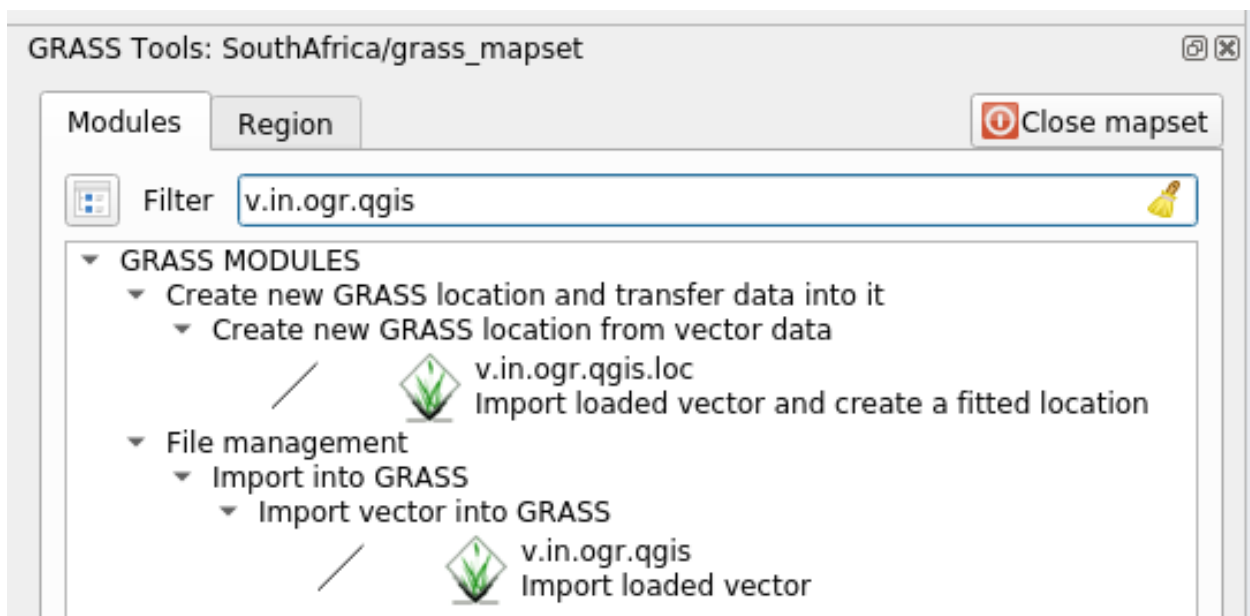 GRASS Tools: SouthAfrica/grass_mapset
Modules Region Close mapset
Filter v.in.ogr.qgis
GRASS MODULES
Create new GRASS location and transfer data into it
Create new GRASS location from vector data
v.in.ogr.qgis.loc
Import loaded vector and create a fitted location
File management
Import into GRASS
Import vector into GRASS
v.in.ogr.qgis
Import loaded vector